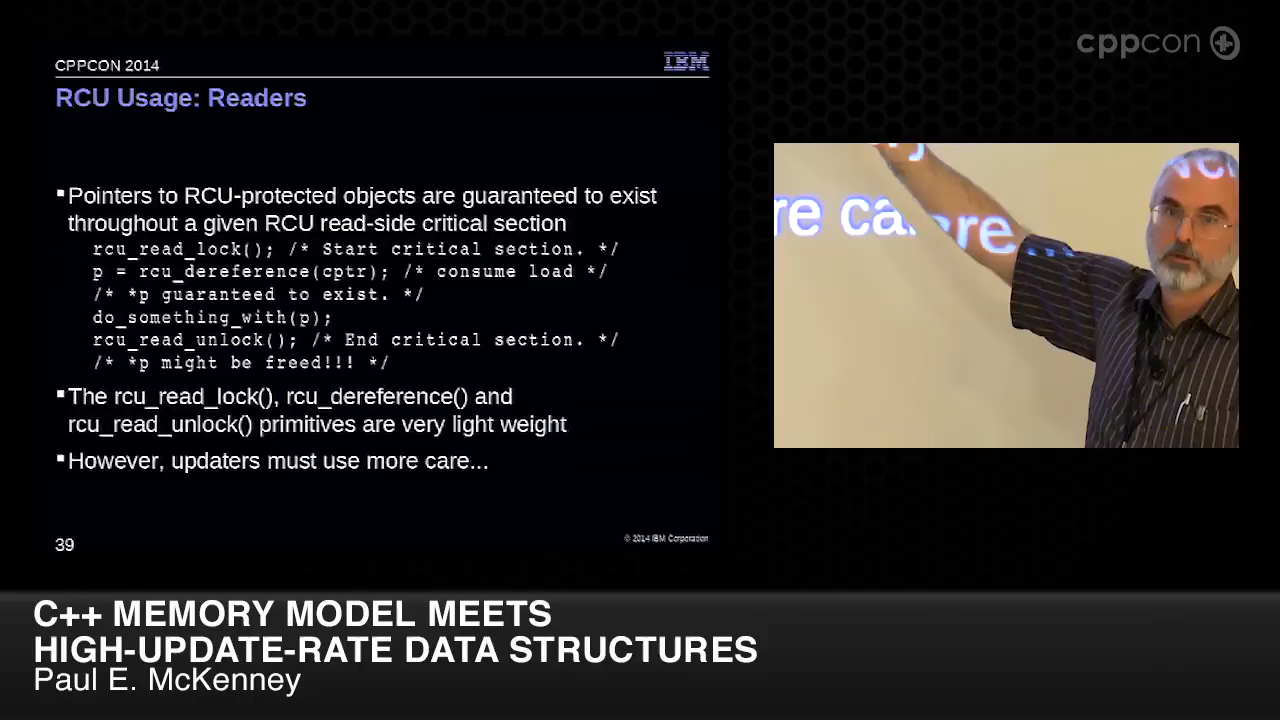 cppcon
CPPCON 2014
IBM
RCU Usage: Readers
▪Pointers to RCU-protected objects are guaranteed to exist
throughout a given RCU read-side critical section
rcu_read_lock(); /* Start critical section. */
p = rcu_dereference(cptr); /* consume load */
/* *p guaranteed to exist. */
do_something_with(p);
rcu_read_unlock(); /* End critical section. */
/* *p might be freed!!! */
▪The rcu_read_lock(), rcu_dereference() and
rcu_read_unlock() primitives are very light weight
▪However, updaters must use more care...
39
© 2014 IBM Corporation
C++ MEMORY MODEL MEETS
HIGH-UPDATE-RATE DATA STRUCTURES
Paul E. McKenney